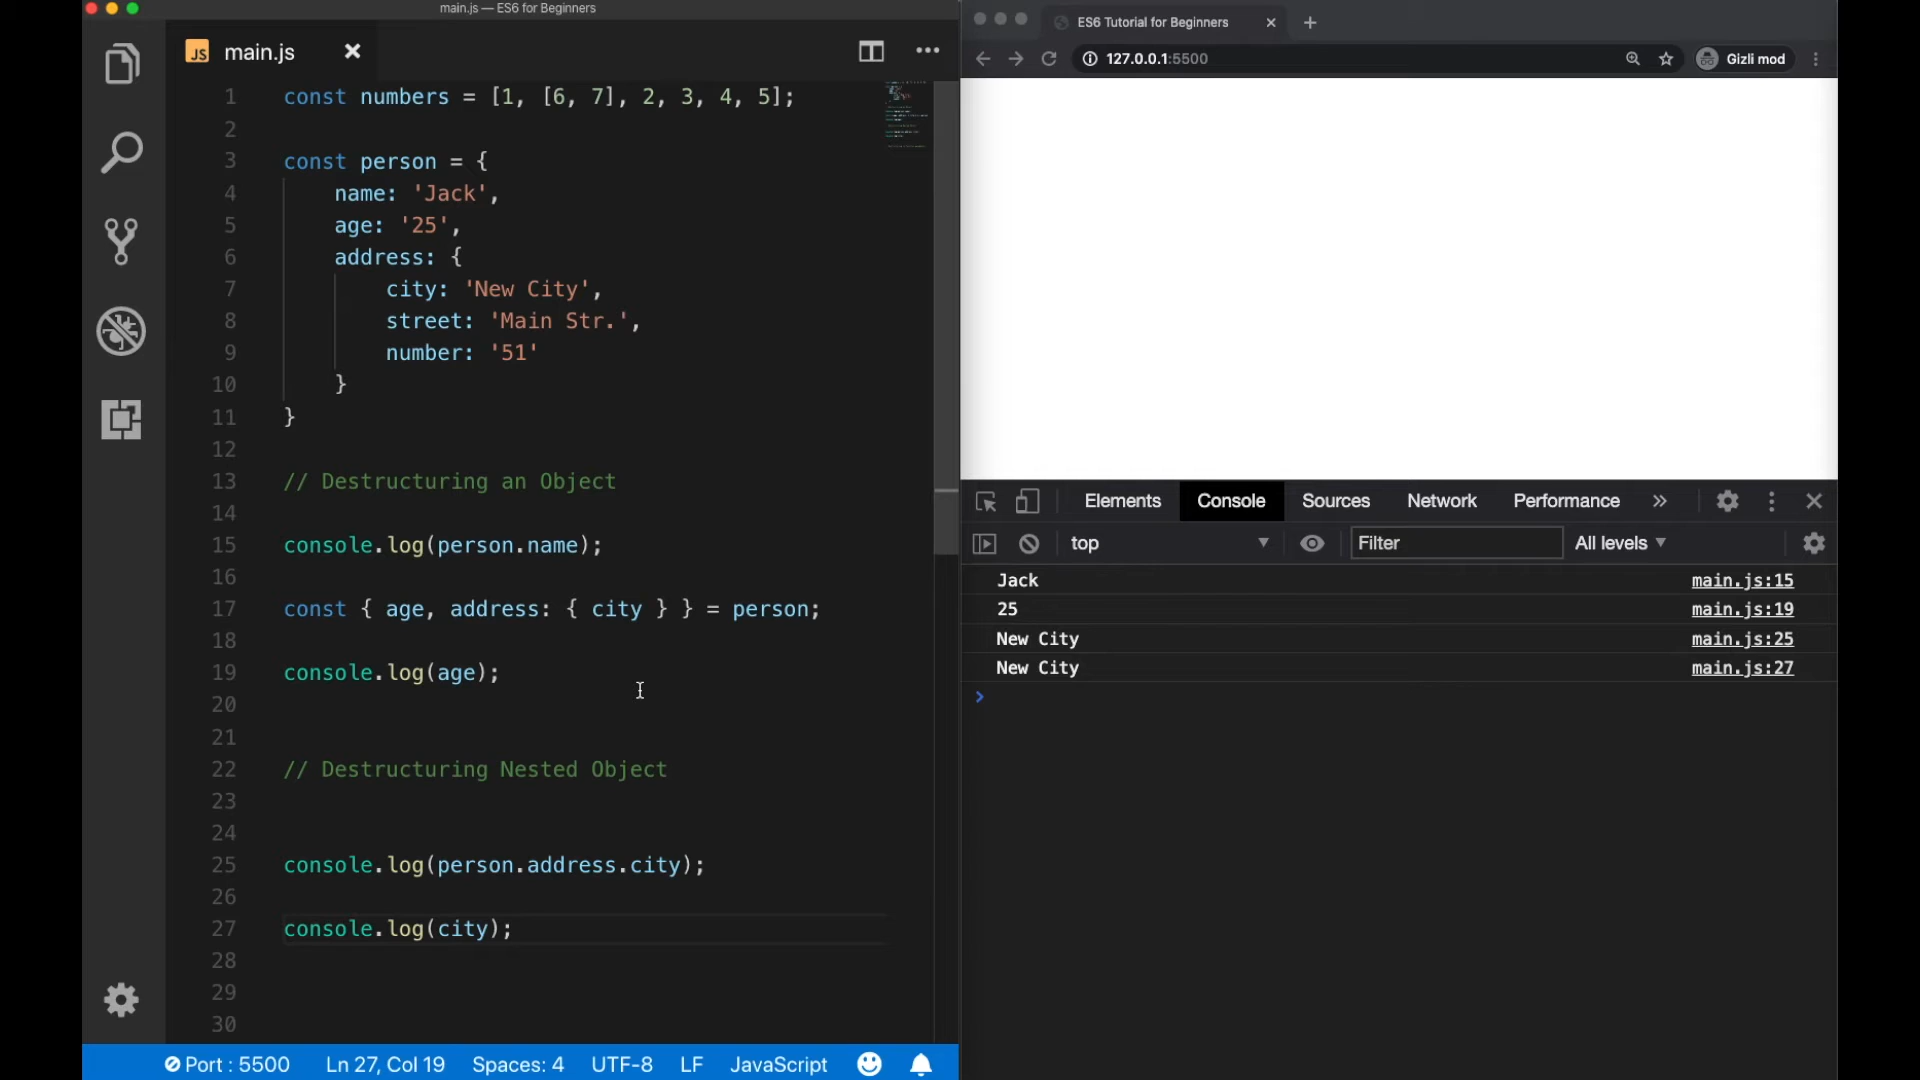 main.js — ES6 for Beginners
JS main.js
1 const numbers = [1, [6, 7], 2, 3, 4, 5];
2
3 const person = {
4 name: 'Jack',
5 age: '25',
6 address: {
7 city: 'New City',
8 street: 'Main Str.',
9 number: '51'
10 }
11 }
12
13 // Destructuring an Object
14
15 console.log(person.name);
16
17 const { age, address: { city } } = person;
18
19 console.log(age);
20
21
22 // Destructuring Nested Object
23
24
25 console.log(person.address.city);
26
27 console.log(city);
28
29
30
Port : 5500 Ln 27, Col 19 Spaces: 4 UTF-8 LF JavaScript
ES6 Tutorial for Beginners
127.0.0.1:5500 Gizli mod
Elements Console Sources Network Performance »
top Filter All levels
Jack main.js:15
25 main.js:19
New City main.js:25
New City main.js:27
>